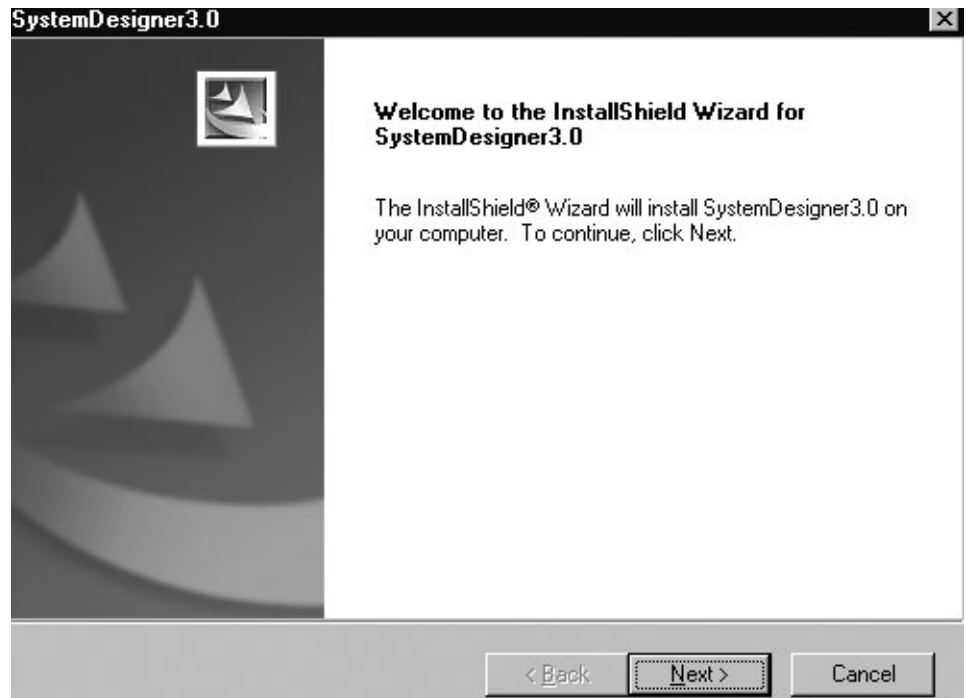 SystemDesigner3.0
Welcome to the InstallShield Wizard for
SystemDesigner3.0
The InstallShield® Wizard will install SystemDesigner3.0 on
your computer. To continue, click Next.
< Back
Next >
Cancel